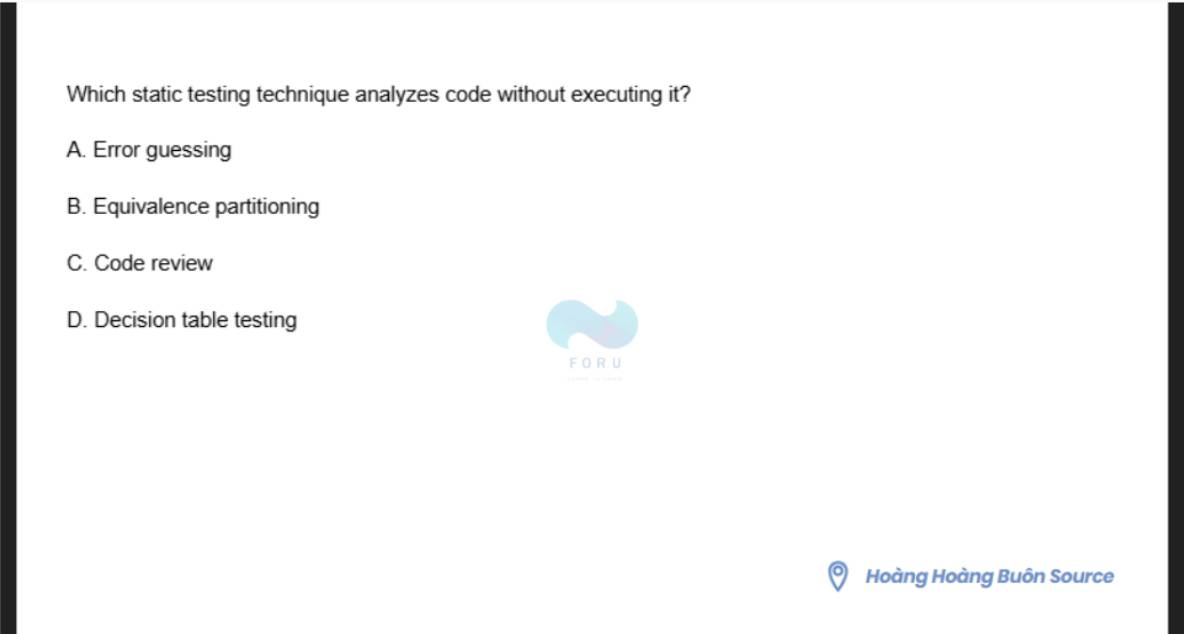 Which static testing technique analyzes code without executing it?
A. Error guessing
B. Equivalence partitioning
C. Code review
D. Decision table testing
FORU
Hoàng Hoàng Buôn Source